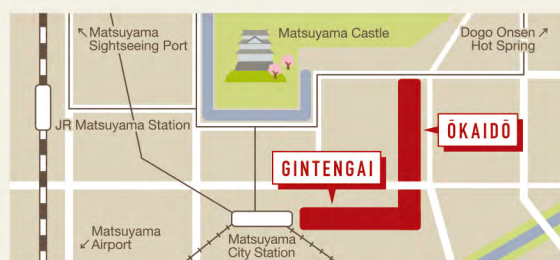 ↖Matsuyama
Sightseeing Port
Matsuyama Castle
Dogo Onsen↗
Hot Spring
JR Matsuyama Station
ŌKAIDŌ
GINTENGAI
Matsuyama
↙Airport
Matsuyama
City Station